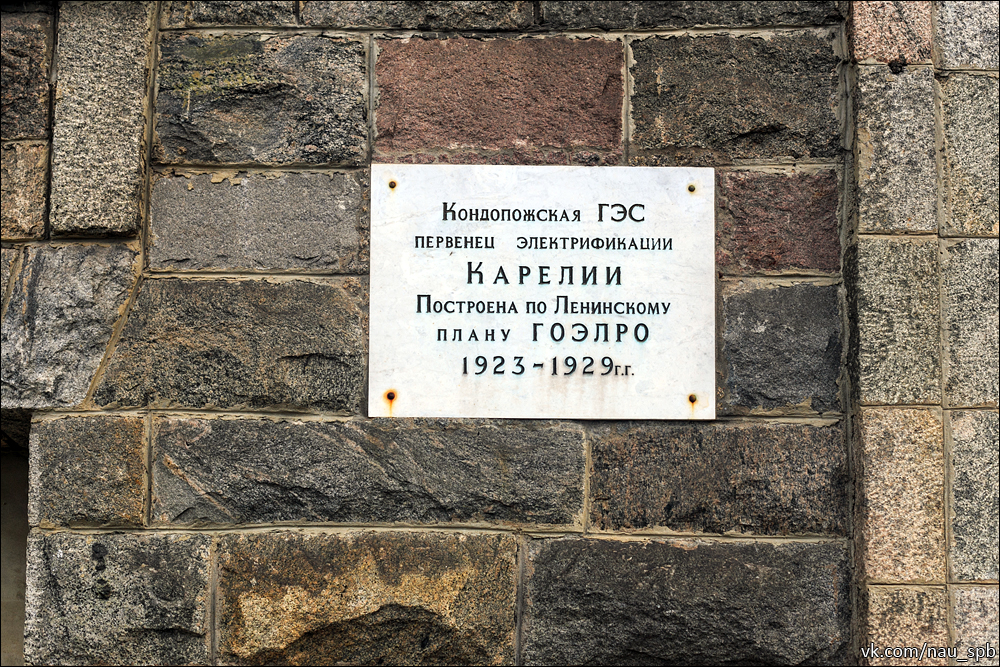 Кондопожская ГЭС
первенец электрификации
Карелии
Построена по Ленинскому
плану ГОЭЛРО
1923-1929г.г.
vk.com/nau_spb